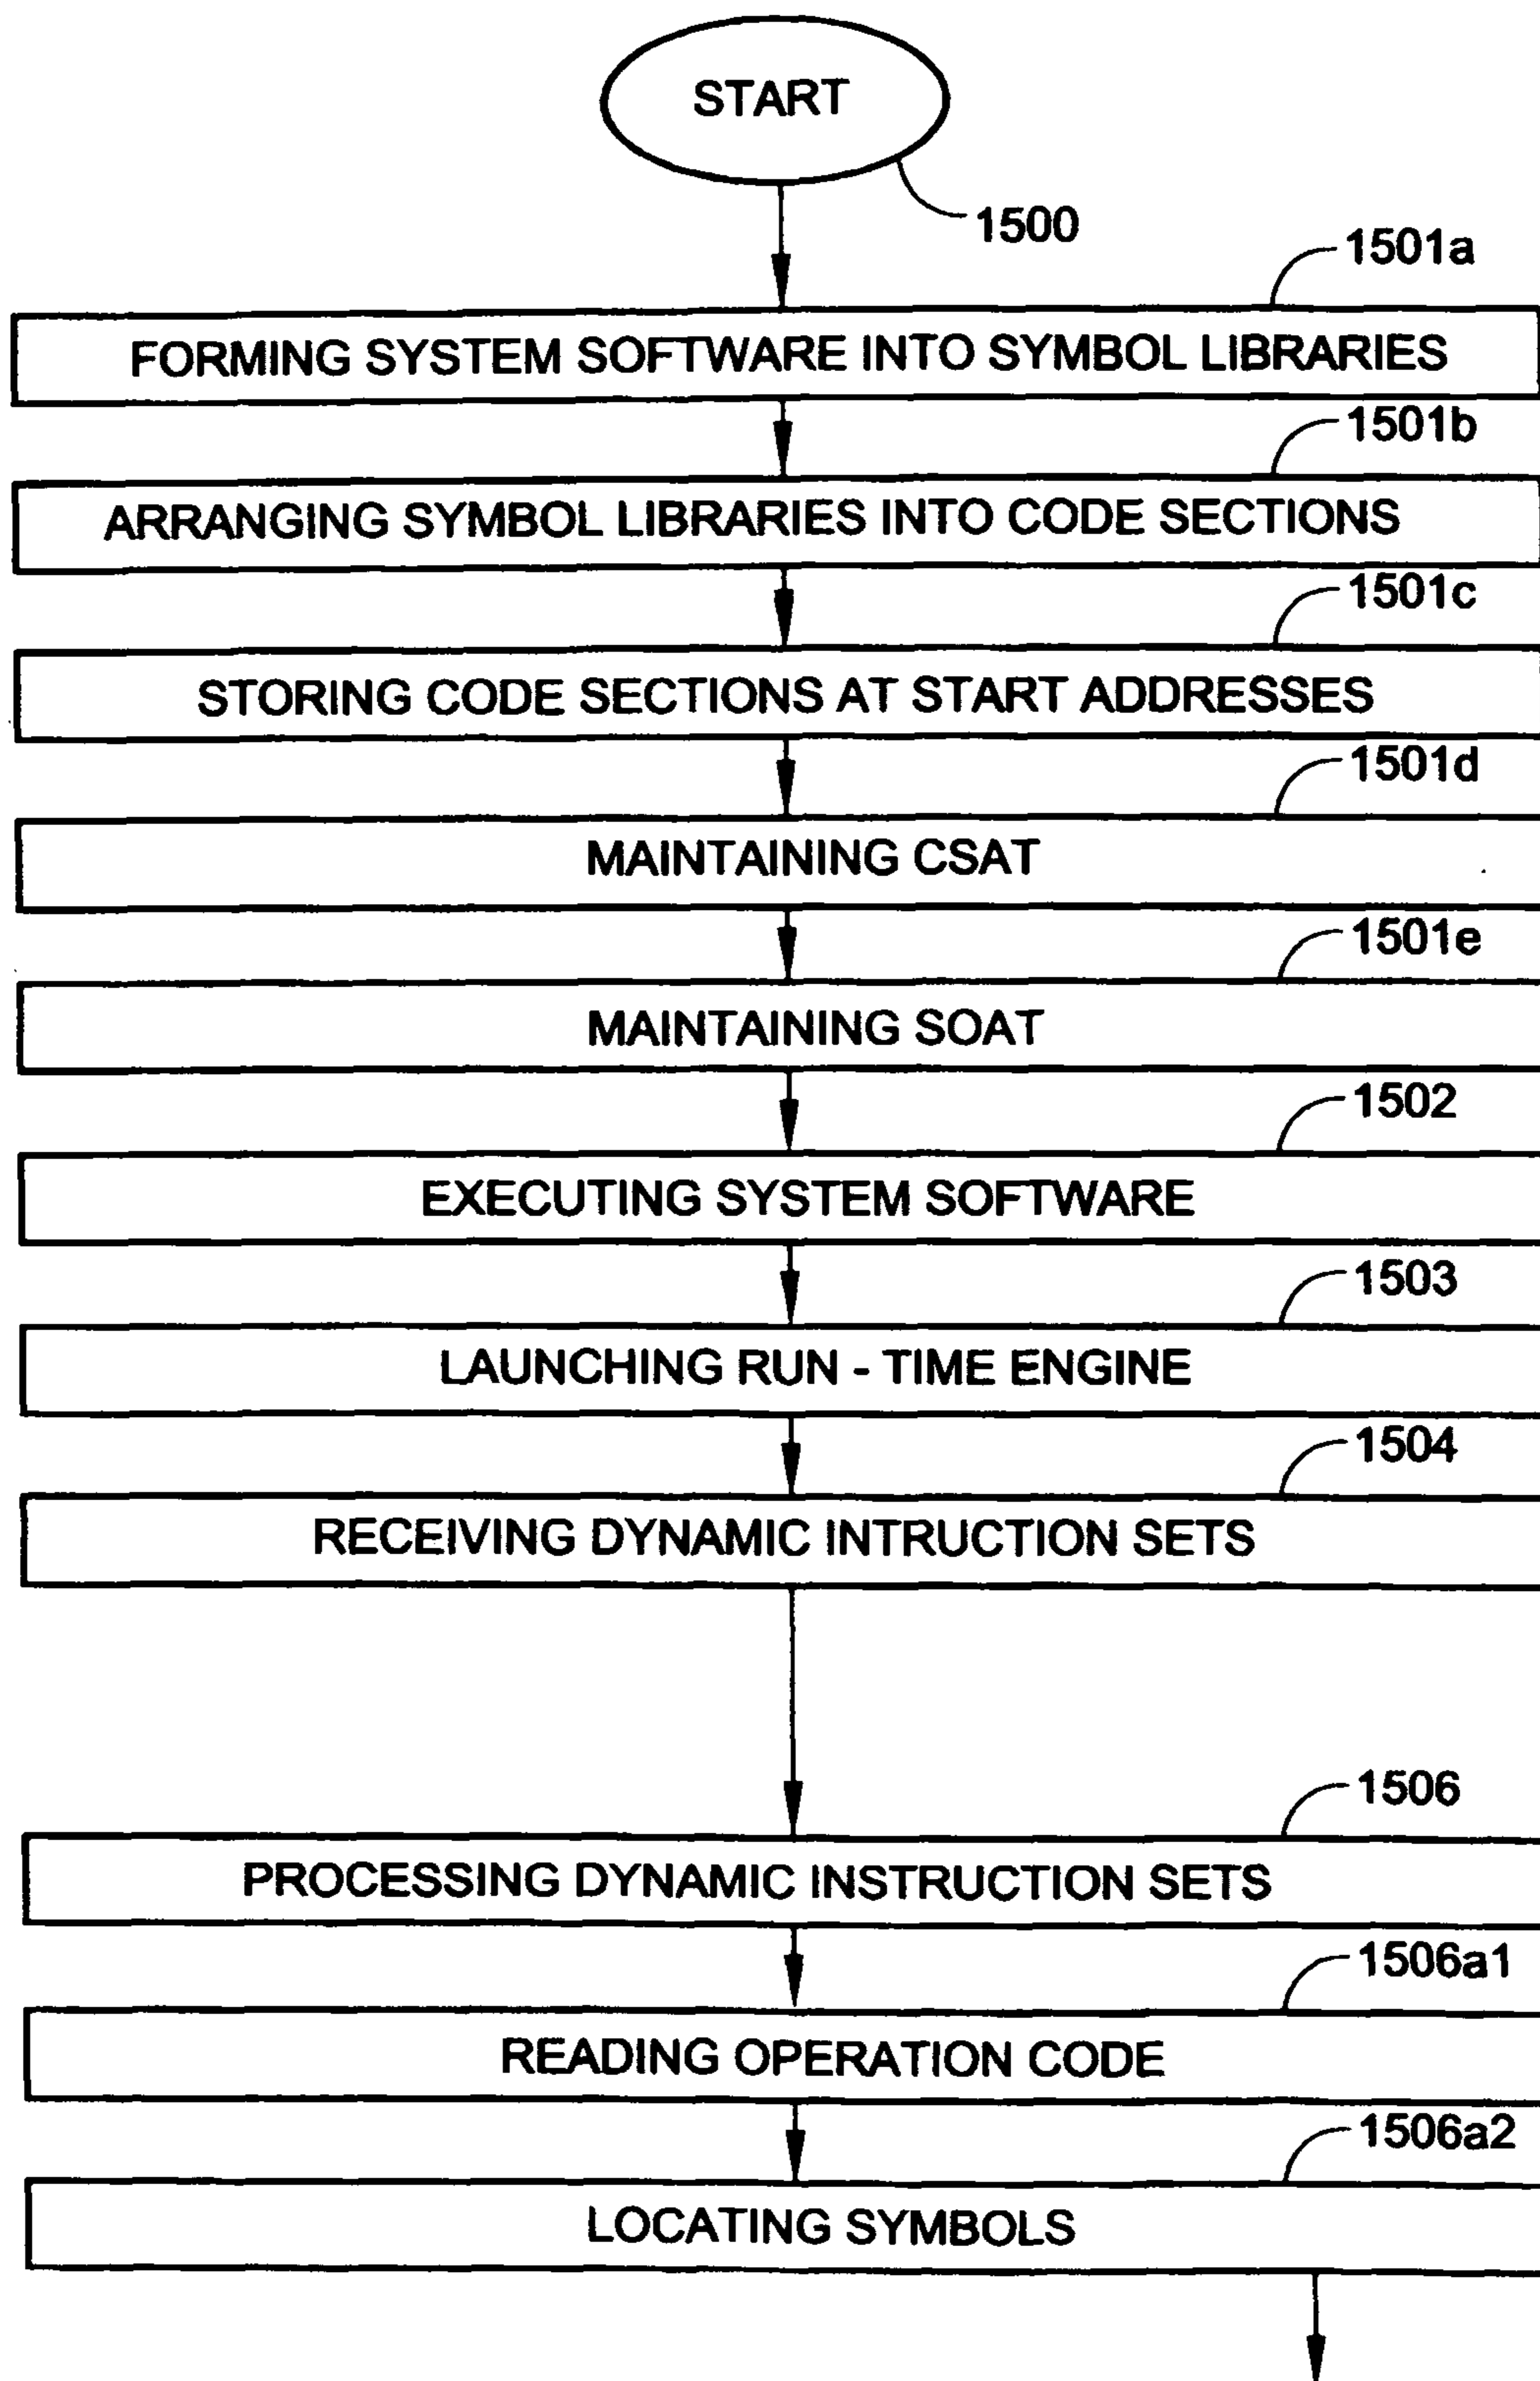 START
1500
1501a
FORMING SYSTEM SOFTWARE INTO SYMBOL LIBRARIES
1501b
ARRANGING SYMBOL LIBRARIES INTO CODE SECTIONS
1501c
STORING CODE SECTIONS AT START ADDRESSES
1501d
MAINTAINING CSAT
1501e
MAINTAINING SOAT
1502
EXECUTING SYSTEM SOFTWARE
1503
LAUNCHING RUN - TIME ENGINE
1504
RECEIVING DYNAMIC INTRUCTION SETS
1506
PROCESSING DYNAMIC INSTRUCTION SETS
1506a1
READING OPERATION CODE
1506a2
LOCATING SYMBOLS